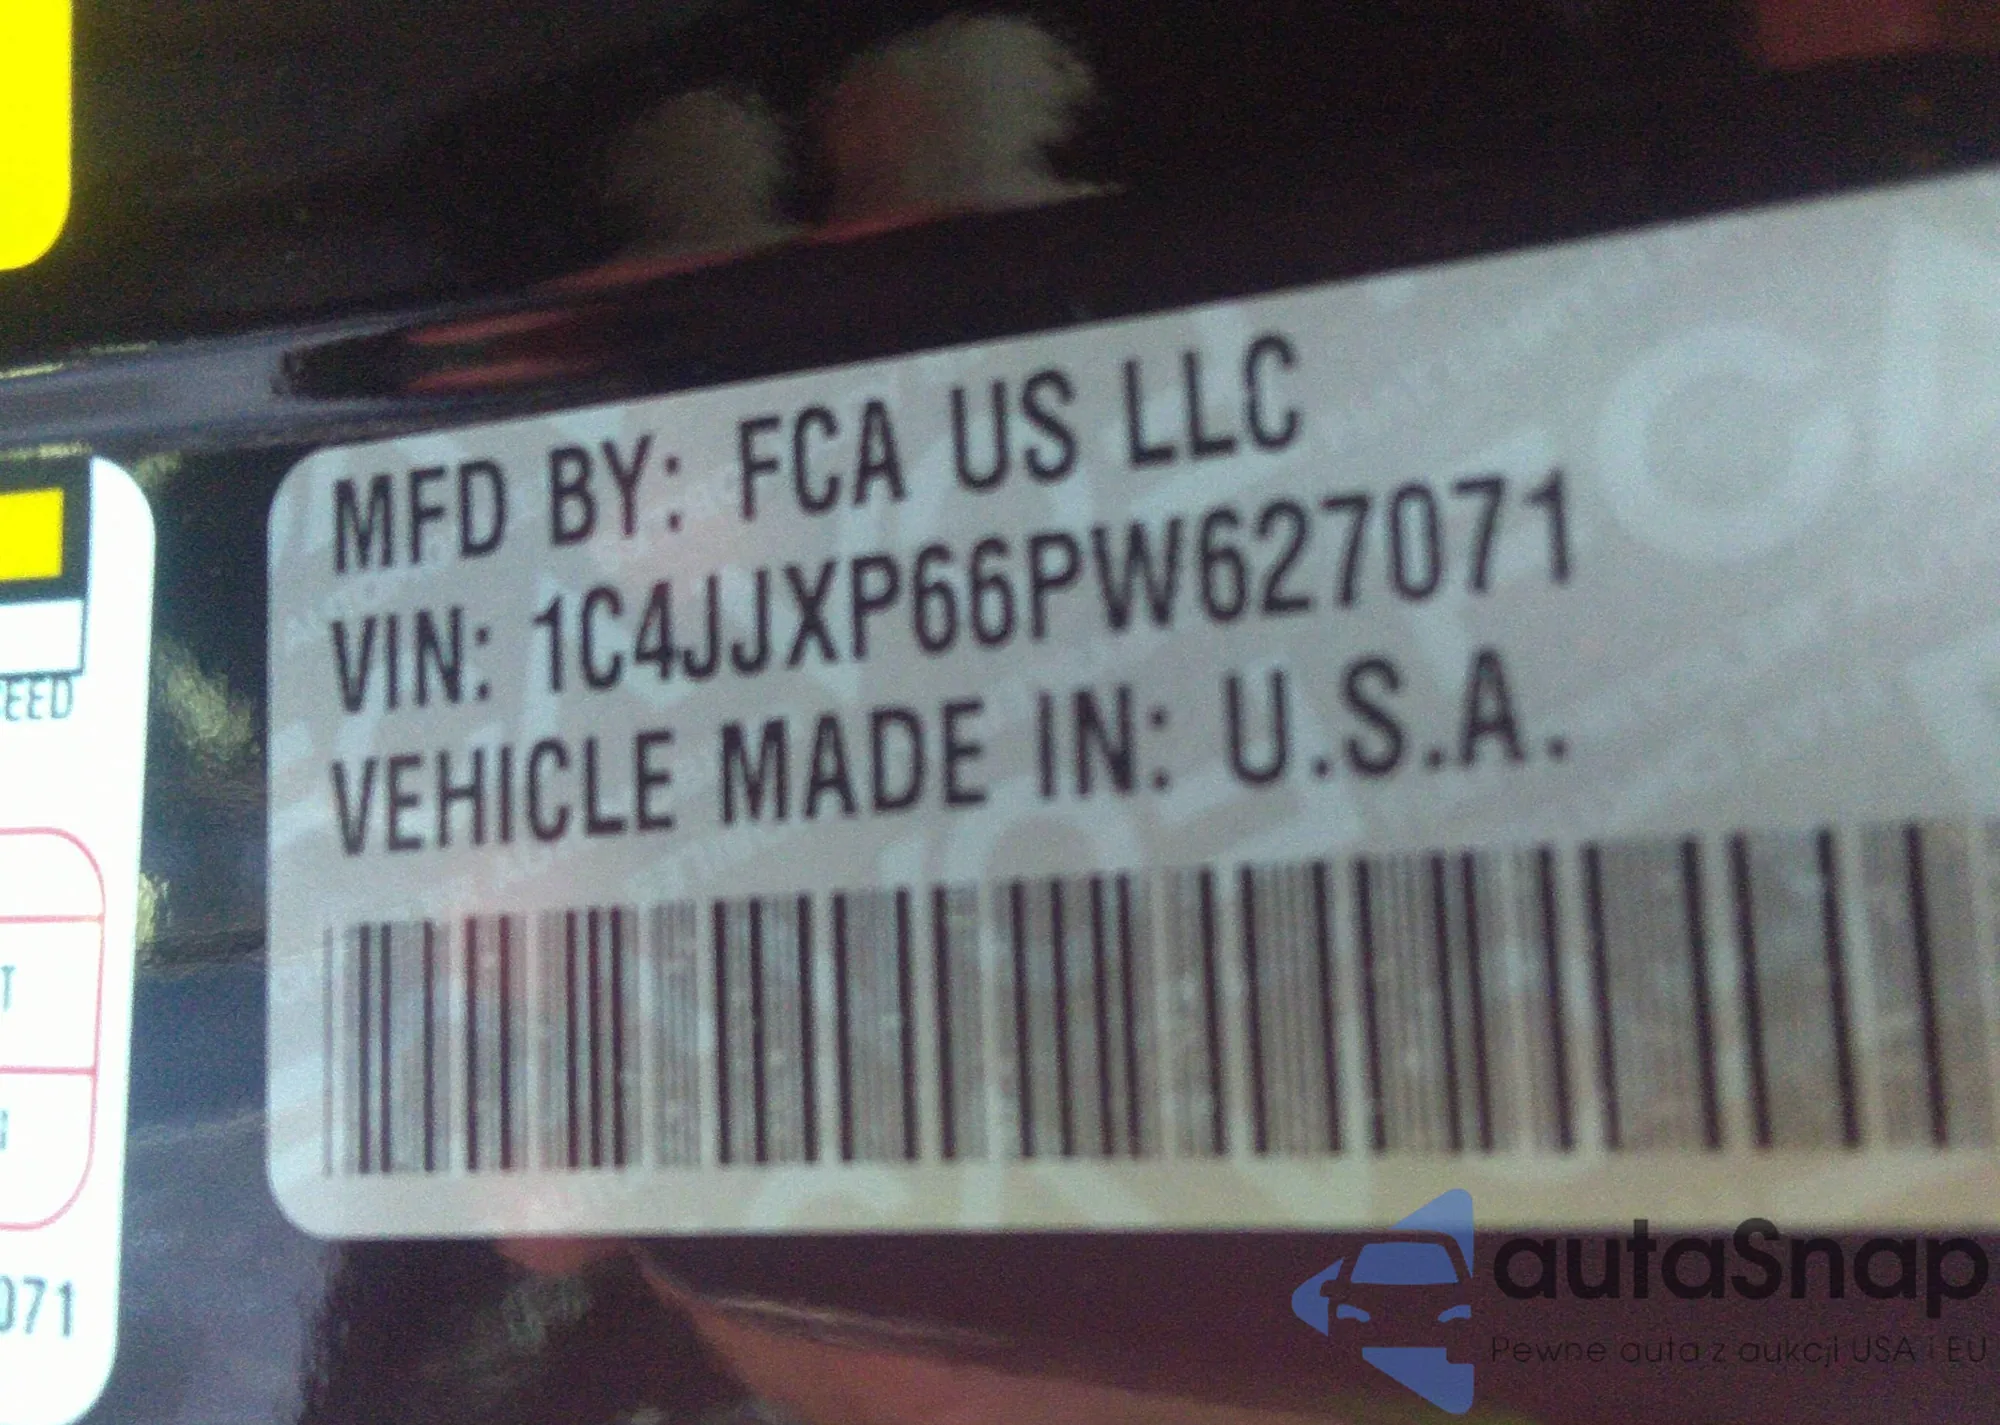 MFD BY: FCA US LLC
VIN: 1C4JJXP66PW627071
VEHICLE MADE IN: U.S.A.
EED
T
G
071
autaSnap
Pewne auta z aukcji USA i EU